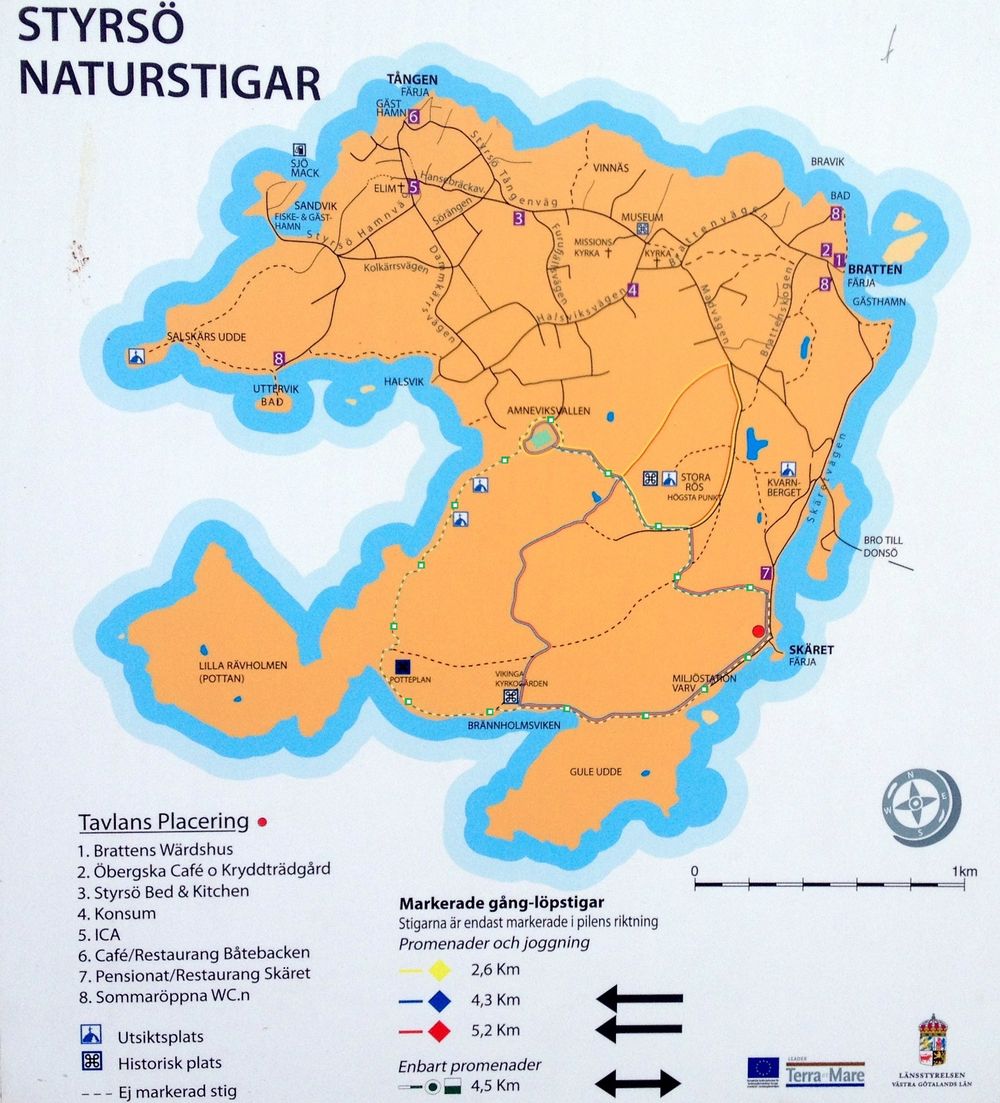 STYRSÖ
NATURSTIGAR
TÅNGEN
FÄRJA
GÄST
HAMN
6
SJÖ
MACK
ELIM
5
Hansebräckav.
Styrsö Tångenväg
VINNÄS
BRAVIK
BAD
8
SANDVIK
FISKE- & GÄST-
HAMN
Styrsö Hamnvä
Sörängen
3
MUSEUM
MISSIONS
KYRKA
KYRKA
Brattenvägen
2
1
BRATTEN
FÄRJA
8
GÄSTHAMN
Kolkärrsvägen
Dammkärrsvägen
4
Halsviksvägen
Madvägen
Brattenskogen
SALSKÄRS UDDE
8
UTTERVIK
BAD
HALSVIK
AMNEVIKSVALLEN
STORA
RÖS
HÖGSTA PUNKT
KVARN-
BERGET
Skäretvägen
BRO TILL
DONSÖ
7
SKÄRET
FÄRJA
LILLA RÄVHOLMEN
(POTTAN)
POTTEPLAN
VIKINGA
KYRKOGÅRDEN
MILJÖSTATION
VARV
BRÄNNHOLMSVIKEN
GULE UDDE
N
E
S
W
0
1km
Tavlans Placering
1. Brattens Wärdshus
2. Öbergska Café o Kryddträdgård
3. Styrsö Bed & Kitchen
4. Konsum
5. ICA
6. Café/Restaurang Båtebacken
7. Pensionat/Restaurang Skäret
8. Sommaröppna WC.n
Utsiktsplats
Historisk plats
Ej markerad stig
Markerade gång-löpstigar
Stigarna är endast markerade i pilens riktning
Promenader och joggning
2,6 Km
4,3 Km
5,2 Km
Enbart promenader
4,5 Km
LEADER
Terra et Mare
LÄNSSTYRELSEN
VÄSTRA GÖTALANDS LÄN